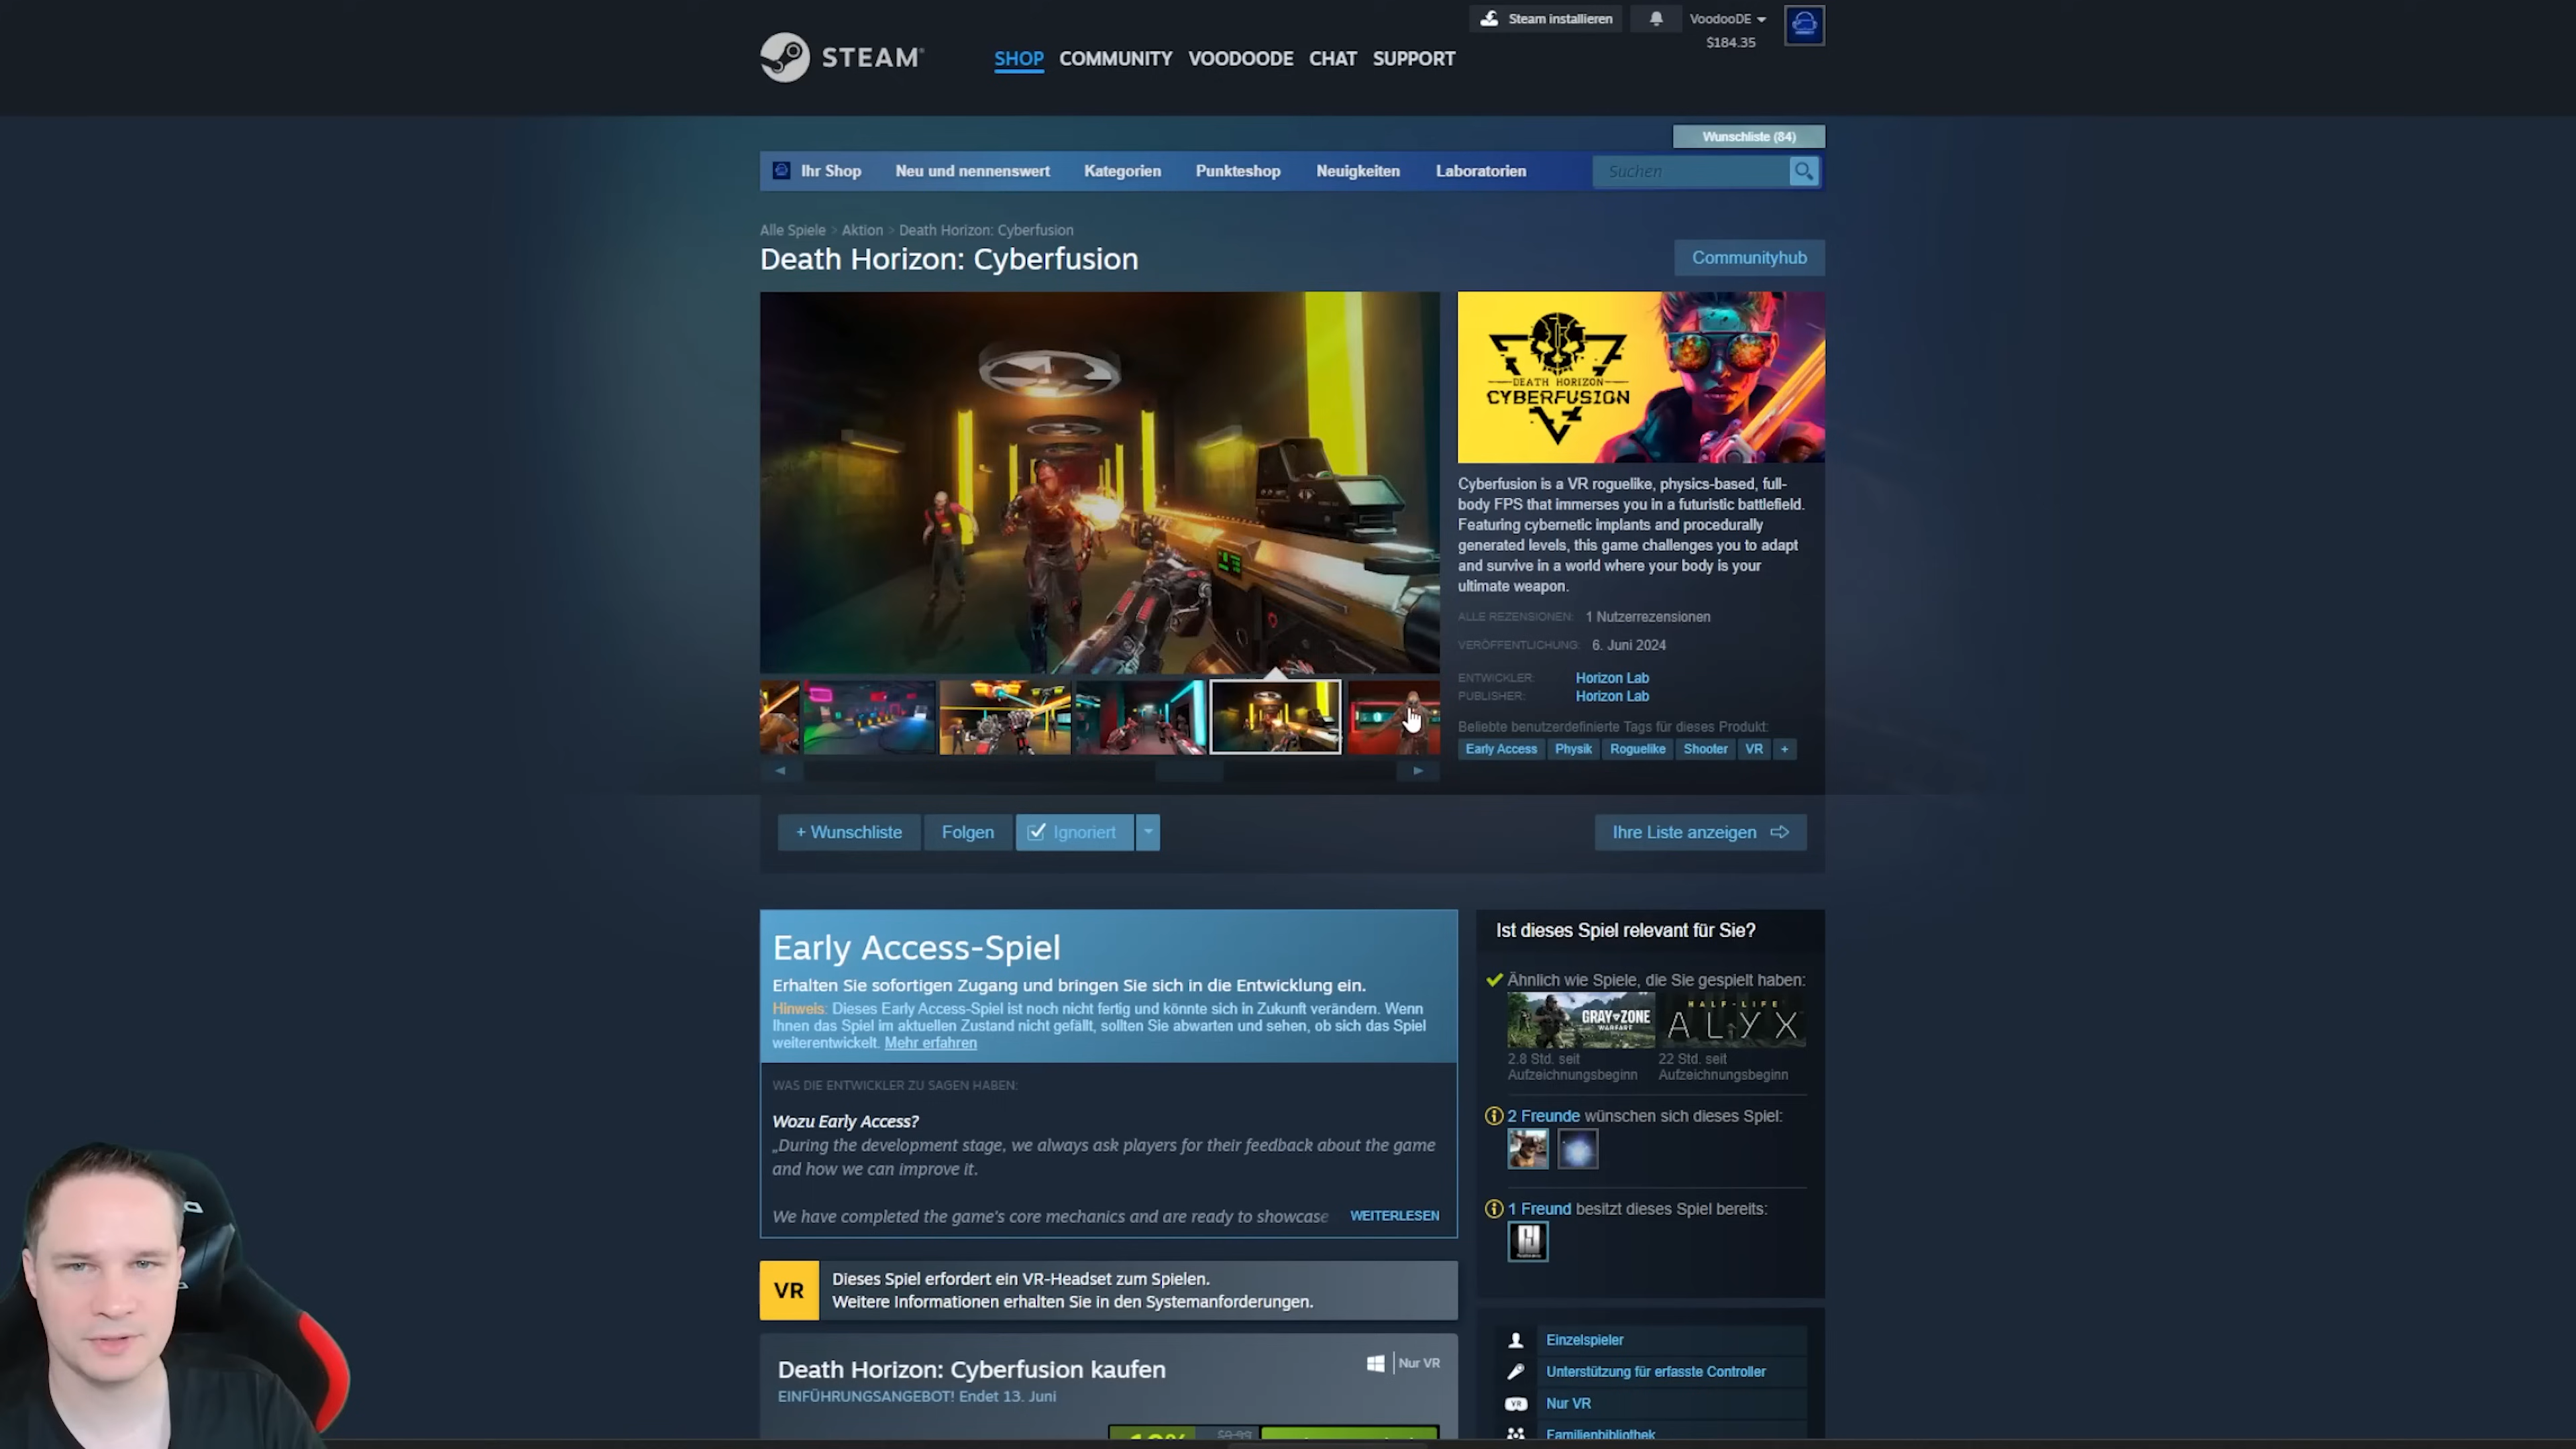 Steam installieren
VoodooDE
$184.35
STEAM
SHOP COMMUNITY VOODOODE CHAT SUPPORT
Wunschliste (84)
Ihr Shop Neu und nennenswert Kategorien Punkteshop Neuigkeiten Laboratorien Suchen
Alle Spiele > Aktion > Death Horizon: Cyberfusion
Death Horizon: Cyberfusion
Communityhub
DEATH HORIZON
CYBERFUSION
Cyberfusion is a VR roguelike, physics-based, full-
body FPS that immerses you in a futuristic battlefield.
Featuring cybernetic implants and procedurally
generated levels, this game challenges you to adapt
and survive in a world where your body is your
ultimate weapon.
ALLE REZENSIONEN: 1 Nutzerrezensionen
VERÖFFENTLICHUNG: 6. Juni 2024
ENTWICKLER: Horizon Lab
PUBLISHER: Horizon Lab
Beliebte benutzerdefinierte Tags für dieses Produkt:
Early Access Physik Roguelike Shooter VR +
+ Wunschliste Folgen Ignoriert
Ihre Liste anzeigen
Early Access-Spiel
Erhalten Sie sofortigen Zugang und bringen Sie sich in die Entwicklung ein.
Hinweis: Dieses Early Access-Spiel ist noch nicht fertig und könnte sich in Zukunft verändern. Wenn
Ihnen das Spiel im aktuellen Zustand nicht gefällt, sollten Sie abwarten und sehen, ob sich das Spiel
weiterentwickelt. Mehr erfahren
WAS DIE ENTWICKLER ZU SAGEN HABEN:
Wozu Early Access?
„During the development stage, we always ask players for their feedback about the game
and how we can improve it.
We have completed the game's core mechanics and are ready to showcase
WEITERLESEN
VR
Dieses Spiel erfordert ein VR-Headset zum Spielen.
Weitere Informationen erhalten Sie in den Systemanforderungen.
Death Horizon: Cyberfusion kaufen
Nur VR
EINFÜHRUNGSANGEBOT! Endet 13. Juni
Ist dieses Spiel relevant für Sie?
Ähnlich wie Spiele, die Sie gespielt haben:
GRAY ZONE
WARFARE
HALF-LIFE
ALYX
2.8 Std. seit
Aufzeichnungsbeginn
22 Std. seit
Aufzeichnungsbeginn
2 Freunde wünschen sich dieses Spiel:
1 Freund besitzt dieses Spiel bereits:
Einzelspieler
Unterstützung für erfasste Controller
VR Nur VR
Familienbibliothek